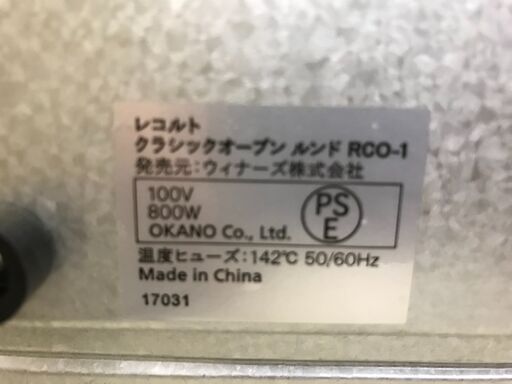 レコルト
クラシックオーブン ルンド RCO-1
発売元:ウィナーズ株式会社
100V
800W
OKANO Co., Ltd.
PS
E
温度ヒューズ:142℃ 50/60Hz
Made in China
17031